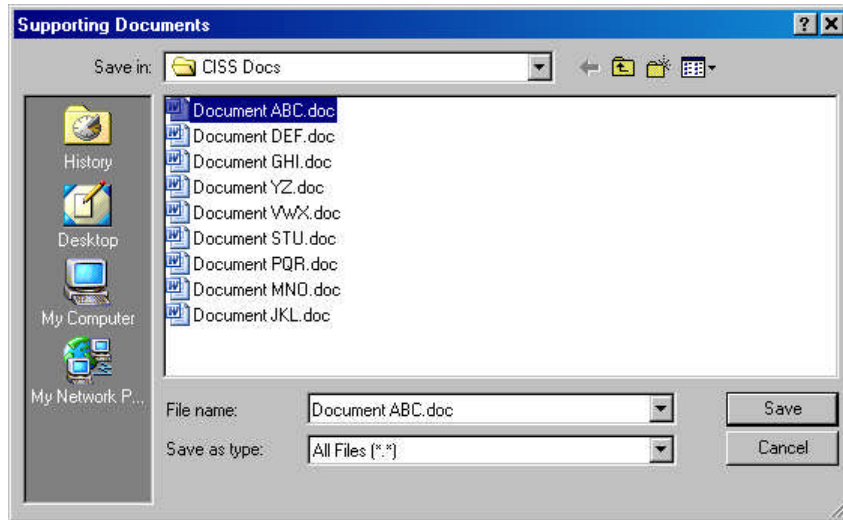 Supporting Documents
Save in: CISS Docs
History
Desktop
My Computer
My Network P...
Document ABC.doc
Document DEF.doc
Document GHI.doc
Document YZ.doc
Document VWX.doc
Document STU.doc
Document PQR.doc
Document MNO.doc
Document JKL.doc
File name: Document ABC.doc Save
Save as type: All Files (*.*) Cancel